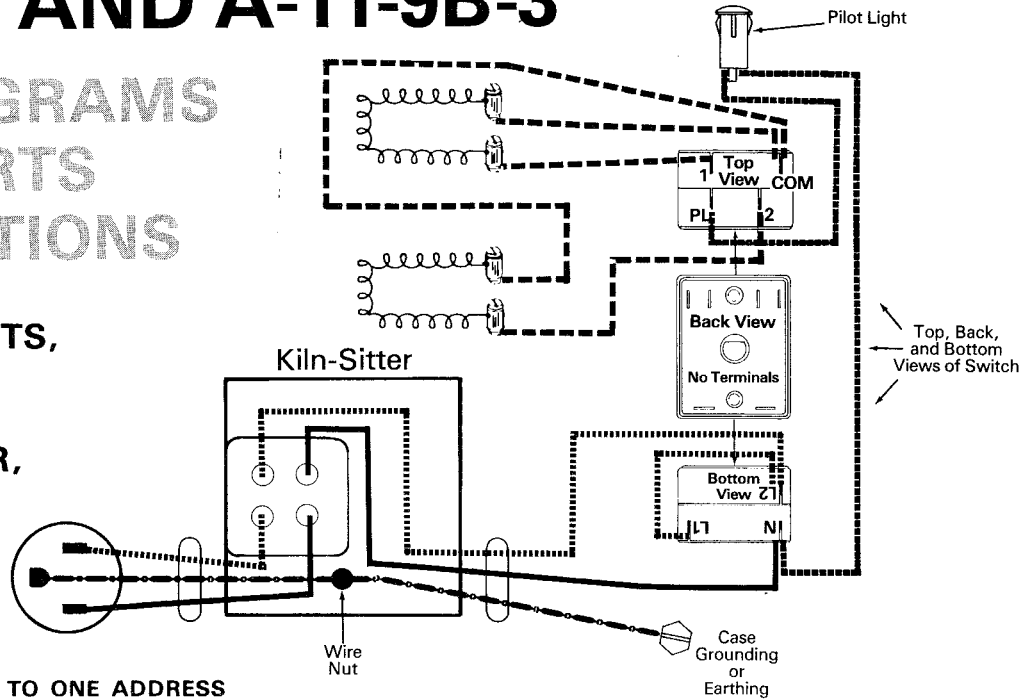 AND A-11-9B-3
GRAMS
RTS
TIONS
TS,
R,
TO ONE ADDRESS
Pilot Light
1
Top
View
COM
PL
2
Back View
No Terminals
Top, Back,
and Bottom
Views of Switch
Kiln-Sitter
Bottom
View
L2
L1
N
Wire
Nut
Case
Grounding
or
Earthing